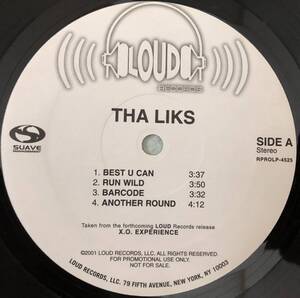 LOUD
RECORDS
THA LIKS
SUAVE
SIDE A
Stereo
RPROLP-4525
1. BEST U CAN 3:37
2. RUN WILD 3:50
3. BARCODE 3:32
4. ANOTHER ROUND 4:12
Taken from the forthcoming LOUD Records release
X.O. EXPERIENCE
©2001 LOUD RECORDS, LLC. ALL RIGHTS RESERVED.
FOR PROMOTIONAL USE ONLY.
NOT FOR SALE.
LOUD RECORDS, LLC. 79 FIFTH AVENUE, NEW YORK, NY 10003